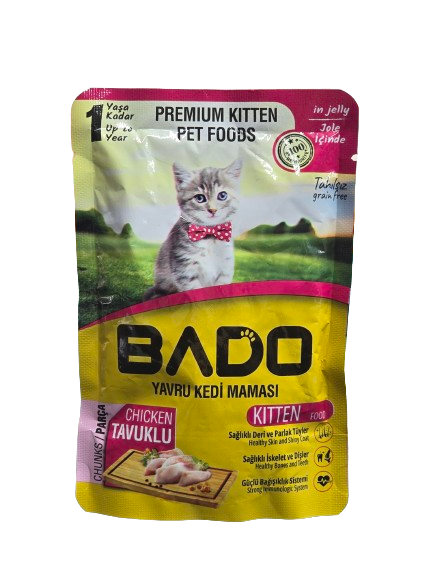 1 Yaşa
Kadar
Up to
Year
PREMIUM KITTEN
PET FOODS
in jelly
Jöle
İçinde
%100
Tahılsız
grain free
BADO
YAVRU KEDİ MAMASI
CHUNKS / PARÇA
CHICKEN
TAVUKLU
KITTEN FOOD
Sağlıklı Deri ve Parlak Tüyler
Healthy Skin and Shiny Coat
Sağlıklı İskelet ve Dişler
Healthy Bones and Teeth
Güçlü Bağışıklık Sistemi
Strong Immunologic System